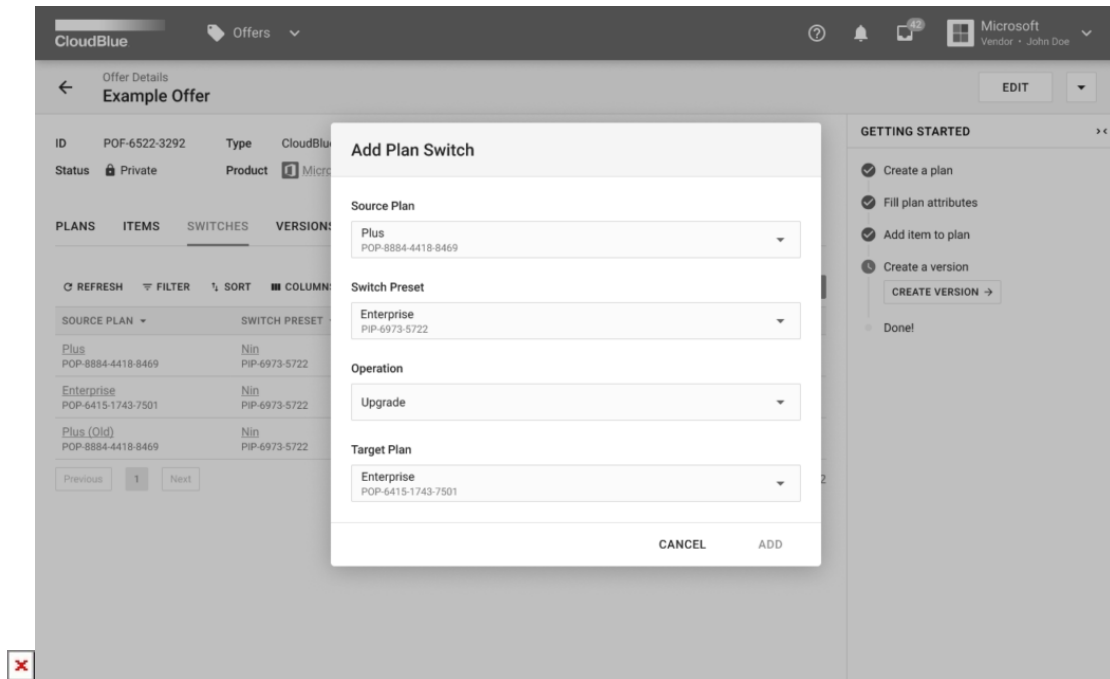 CloudBlue
Offers
42
Microsoft
Vendor • John Doe
Offer Details
Example Offer
EDIT
ID POF-6522-3292 Type CloudBlu
Status Private Product Micro
PLANS ITEMS SWITCHES VERSIONS
REFRESH FILTER SORT COLUMN
SOURCE PLAN SWITCH PRESET
Plus Nin
POP-8884-4418-8469 PIP-6973-5722
Enterprise Nin
POP-6415-1743-7501 PIP-6973-5722
Plus (Old) Nin
POP-8884-4418-8469 PIP-6973-5722
Previous 1 Next
2
Add Plan Switch
Source Plan
Plus
POP-8884-4418-8469
Switch Preset
Enterprise
PIP-6973-5722
Operation
Upgrade
Target Plan
Enterprise
POP-6415-1743-7501
CANCEL ADD
GETTING STARTED
Create a plan
Fill plan attributes
Add item to plan
Create a version
CREATE VERSION →
Done!